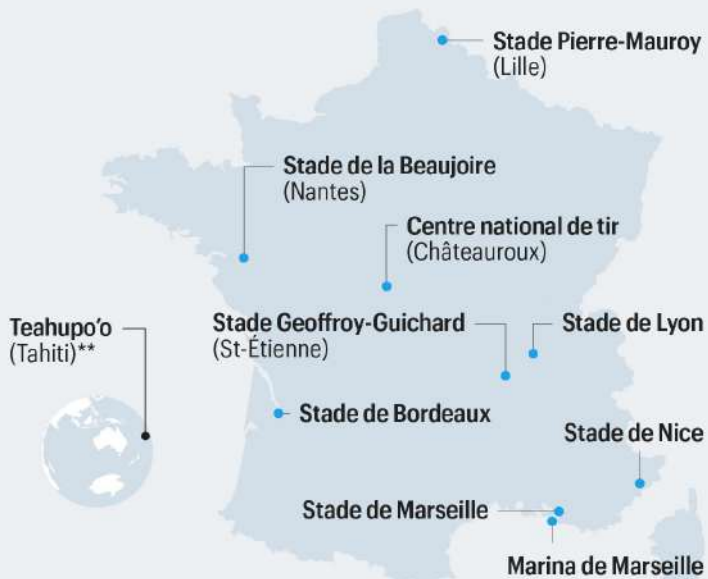 Stade Pierre-Mauroy
(Lille)
Stade de la Beaujoire
(Nantes)
Centre national de tir
(Châteauroux)
Teahupo’o
(Tahiti)**
Stade Geoffroy-Guichard
(St-Étienne)
Stade de Lyon
Stade de Bordeaux
Stade de Nice
Stade de Marseille
Marina de Marseille